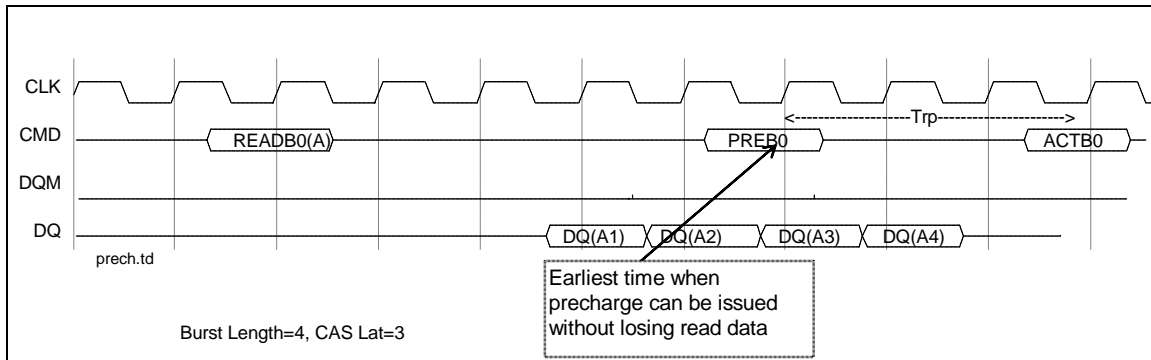 CLK
<---------------Trp--------------->
CMD
READB0(A)
PREB0
ACTB0
DQM
DQ
DQ(A1)
DQ(A2)
DQ(A3)
DQ(A4)
prech.td
Earliest time when
precharge can be issued
without losing read data
Burst Length=4, CAS Lat=3